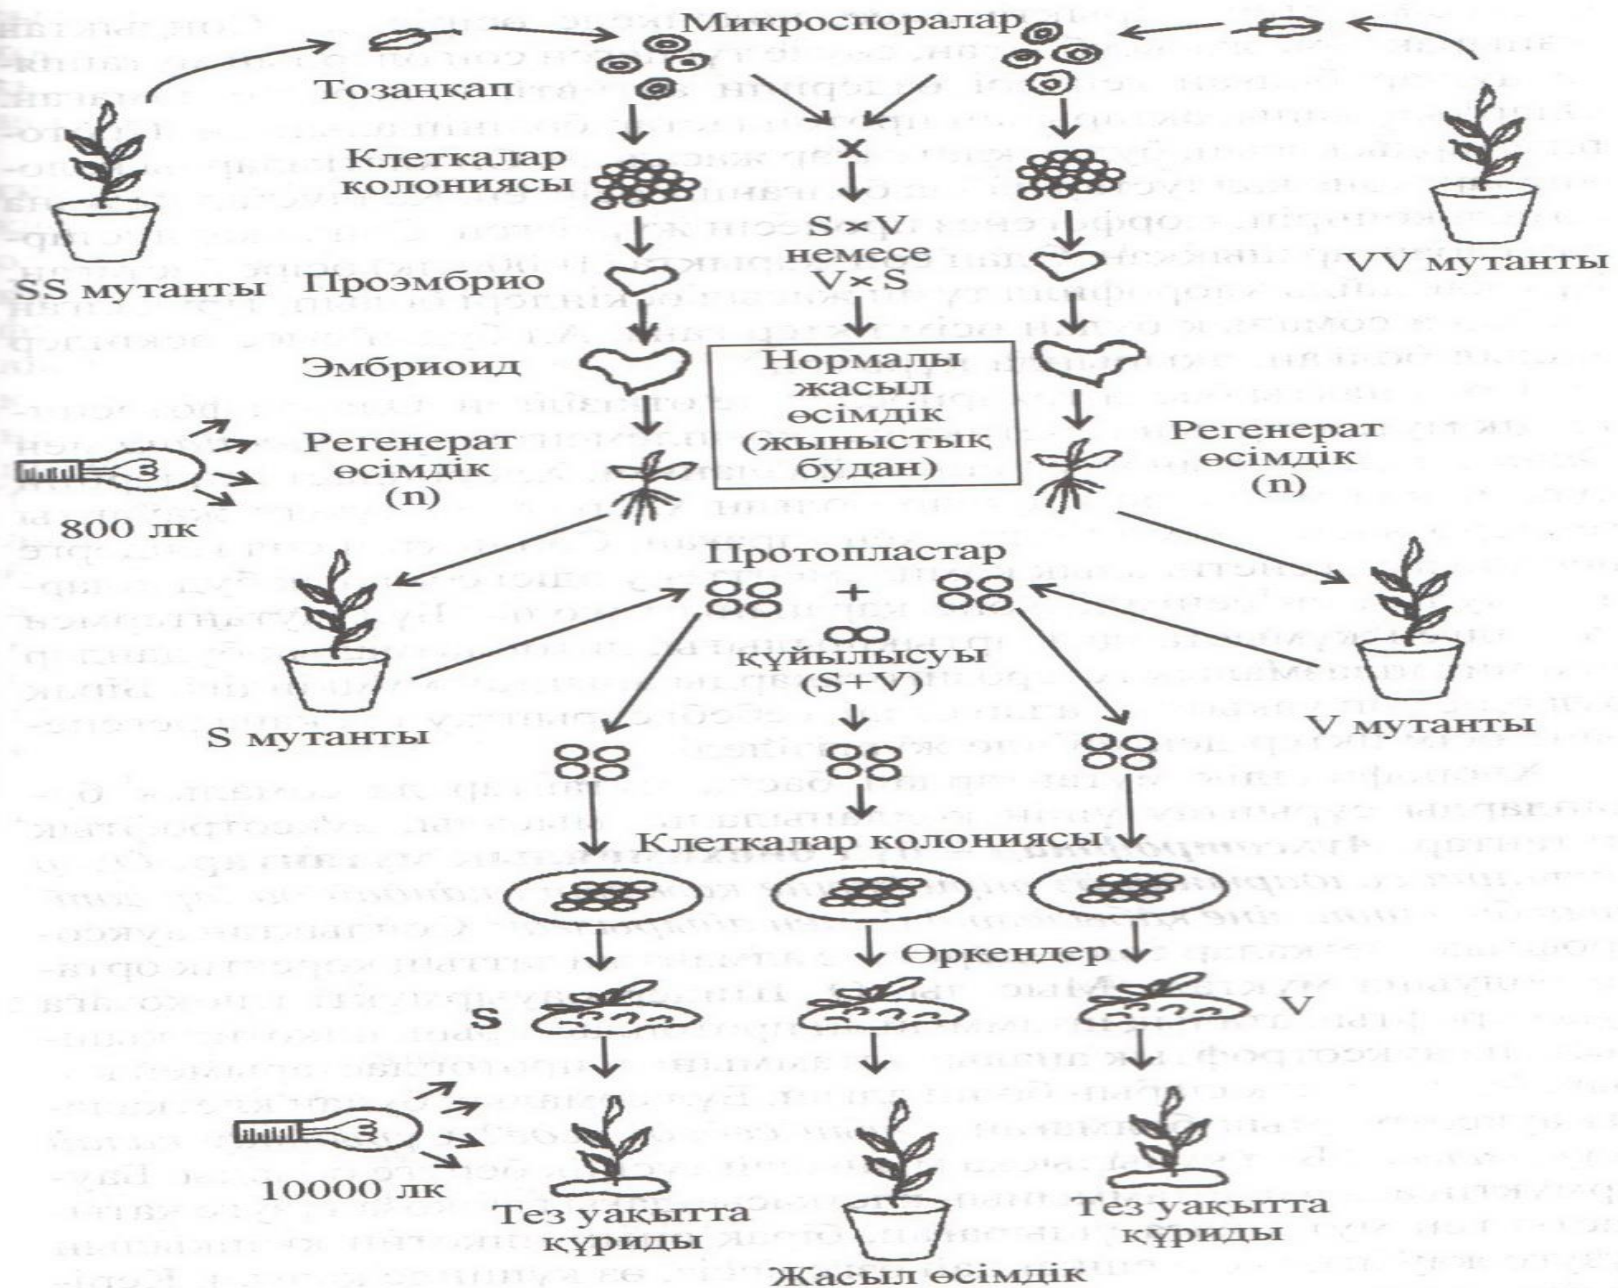 Микроспоралар
Тозаңқап
Клеткалар
колониясы
×
S × V
немесе
V × S
SS мутанты
Проэмбрио
VV мутанты
Эмбриоид
Нормалы
жасыл
өсімдік
(жыныстық
будан)
Регенерат
өсімдік
(n)
Регенерат
өсімдік
(n)
800 лк
Протопластар
+
құйылысуы
(S+V)
S мутанты
V мутанты
Клеткалар колониясы
Өркендер
S
V
10000 лк
Тез уақытта
құриды
Тез уақытта
құриды
Жасыл өсімдік